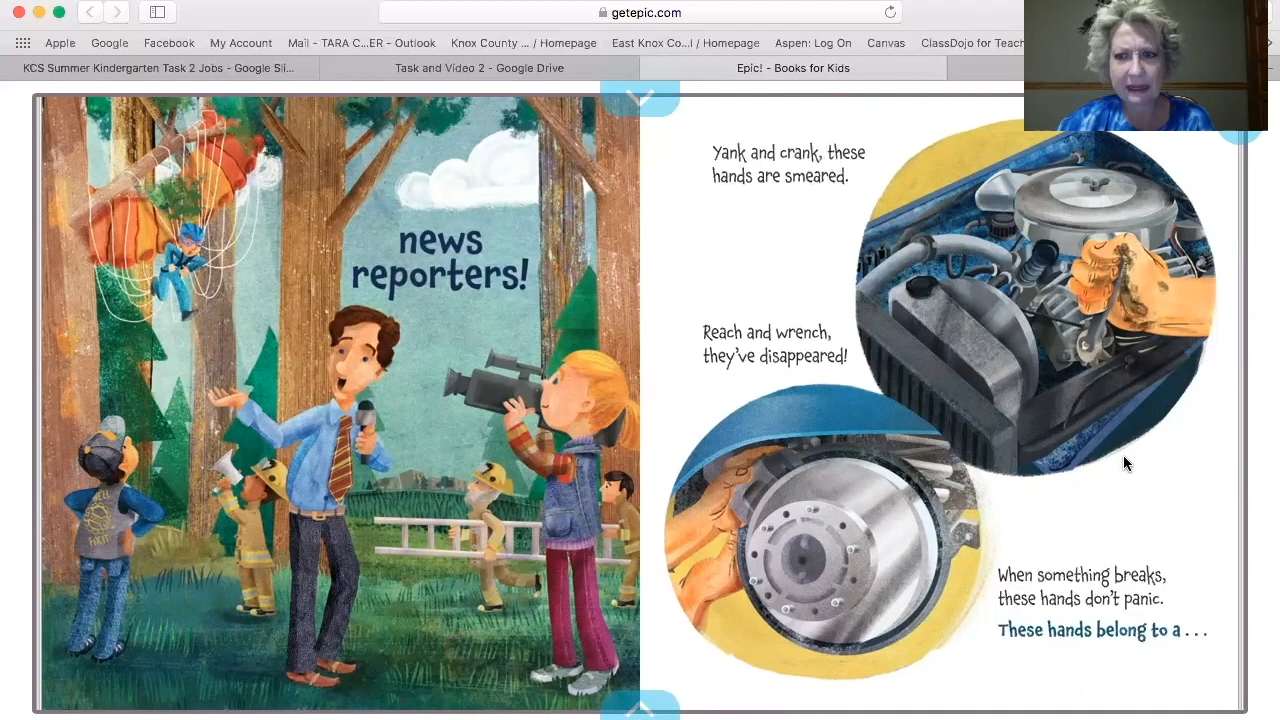 getepic.com
Apple
Google
Facebook
My Account
Mail - TARA C...ER - Outlook
Knox County ... / Homepage
East Knox Co...l / Homepage
Aspen: Log On
Canvas
ClassDojo for Teach
KCS Summer Kindergarten Task 2 Jobs - Google Sli...
Task 2 of Video 2 - Google Drive
Epic! - Books for Kids
news
reporters!
Yank and crank, these
hands are smeared.
Reach and wrench,
they've disappeared!
When something breaks,
these hands don't panic.
These hands belong to a . . .